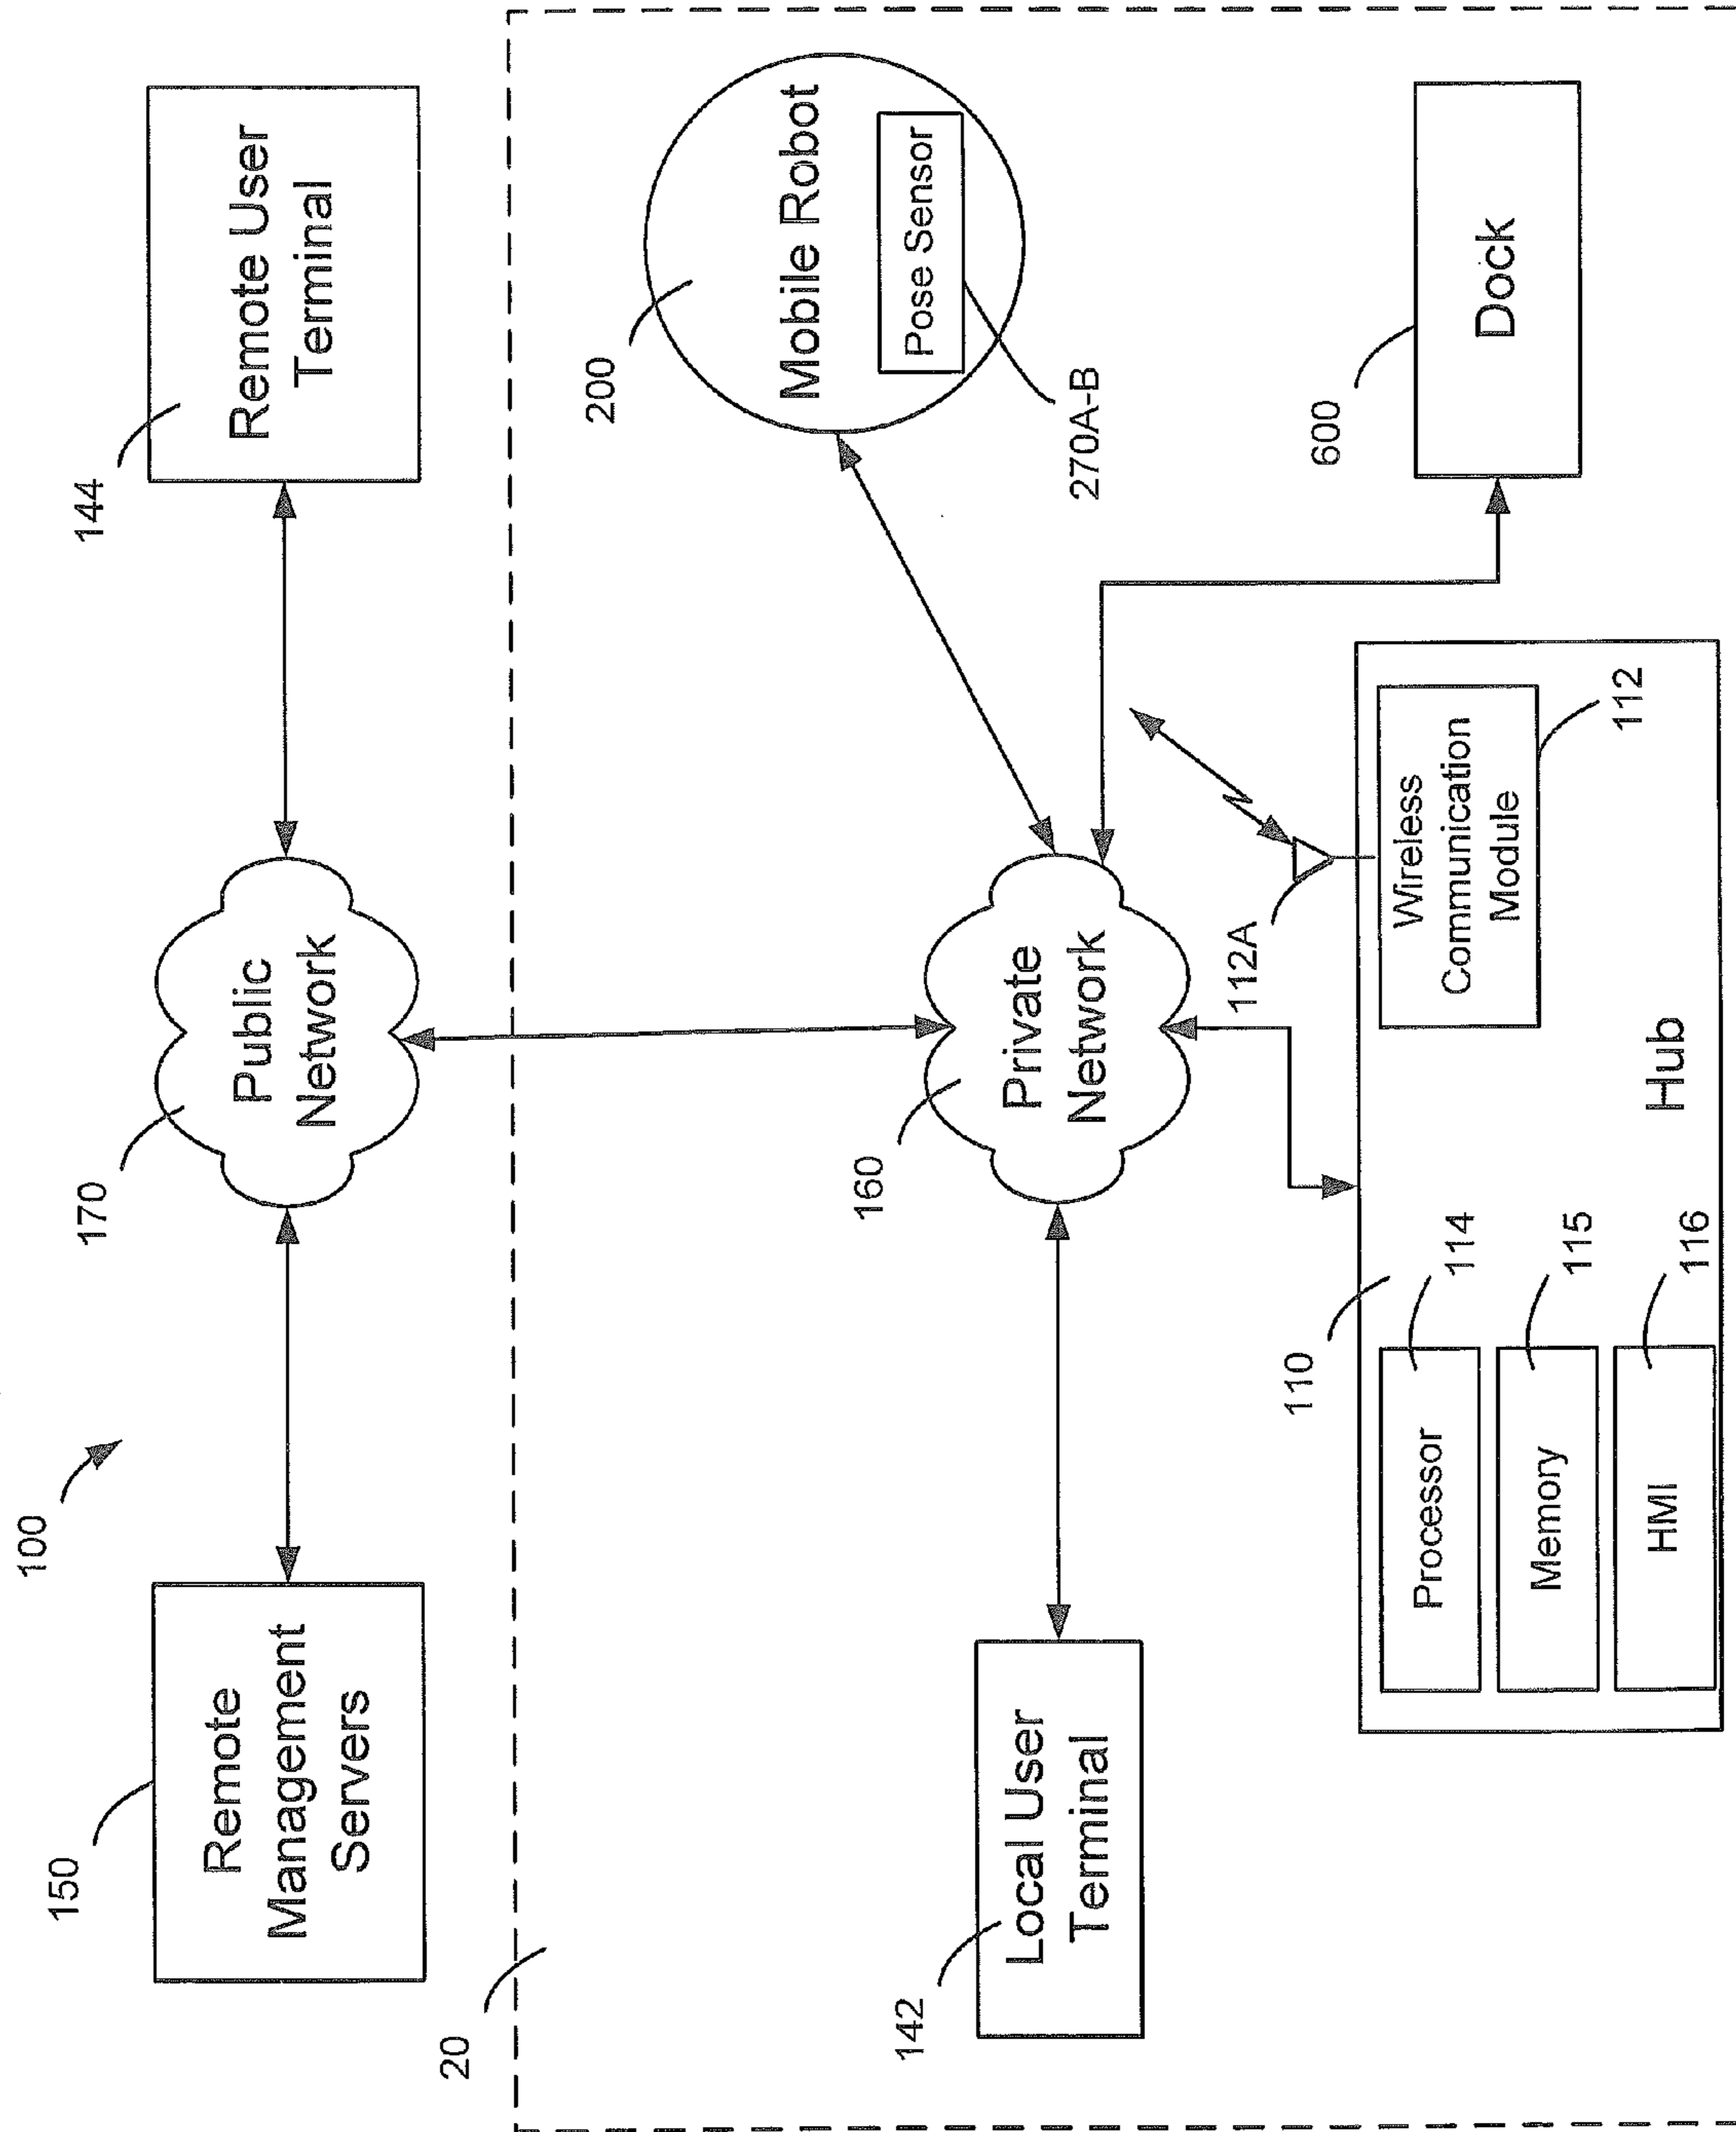 100
150
Remote
Management
Servers
170
Public
Network
144
Remote User
Terminal
20
142
Local User
Terminal
160
Private
Network
200
Mobile Robot
Pose Sensor
270A-B
110
Processor
114
Memory
115
HMI
116
Hub
112A
Wireless
Communication
Module
112
600
Dock